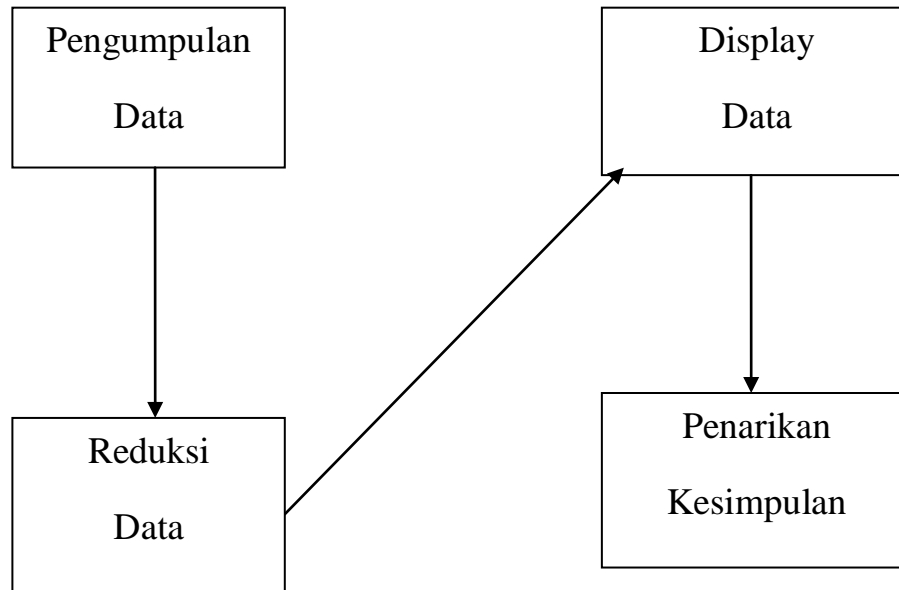 Pengumpulan
Data
Reduksi
Data
Display
Data
Penarikan
Kesimpulan